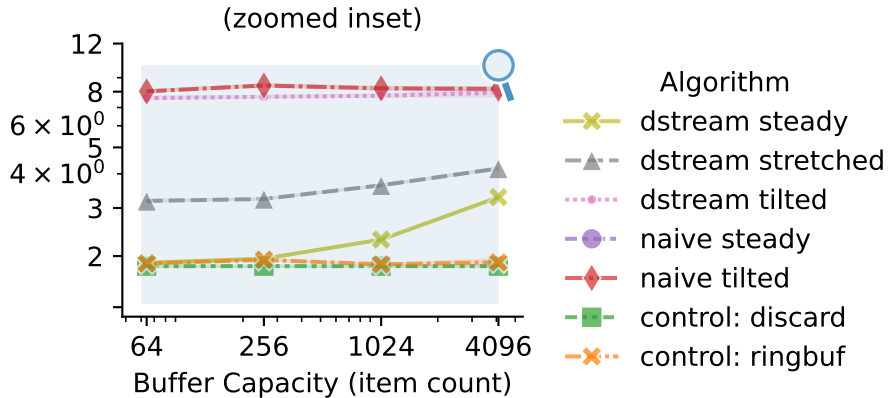 (zoomed inset)
12
8
6 × 10⁰
5
4 × 10⁰
3
2
64 256 1024 4096
Buffer Capacity (item count)
Algorithm
dstream steady
dstream stretched
dstream tilted
naive steady
naive tilted
control: discard
control: ringbuf